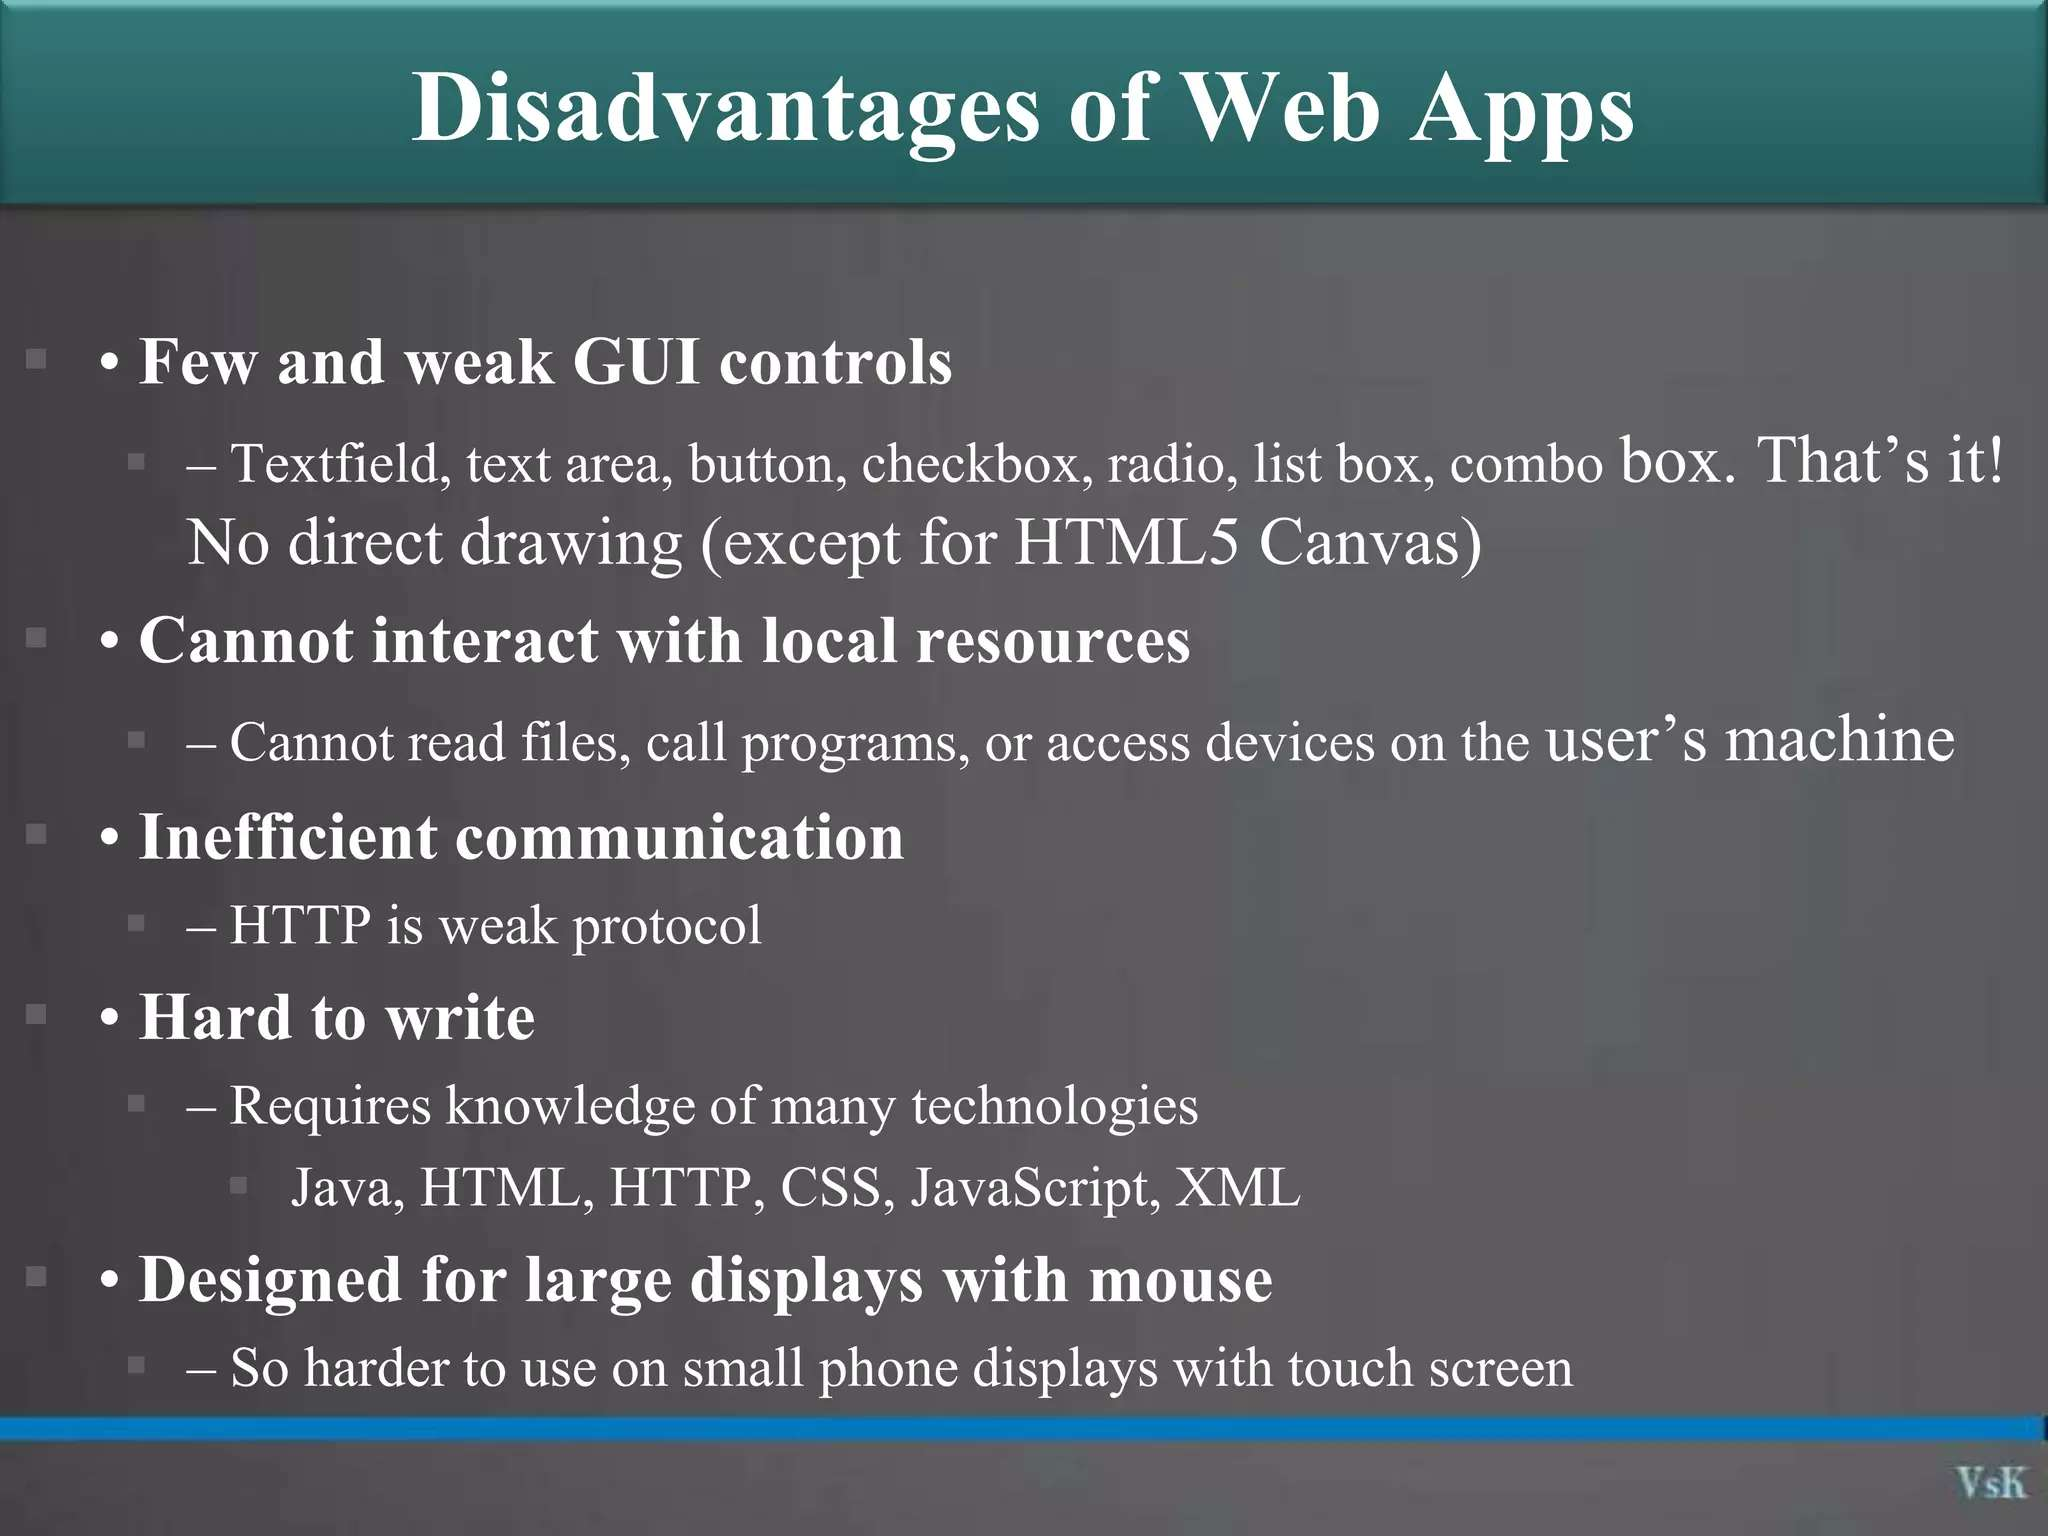 Disadvantages of Web Apps
• Few and weak GUI controls
– Textfield, text area, button, checkbox, radio, list box, combo box. That’s it!
No direct drawing (except for HTML5 Canvas)
• Cannot interact with local resources
– Cannot read files, call programs, or access devices on the user’s machine
• Inefficient communication
– HTTP is weak protocol
• Hard to write
– Requires knowledge of many technologies
Java, HTML, HTTP, CSS, JavaScript, XML
• Designed for large displays with mouse
– So harder to use on small phone displays with touch screen
VsK